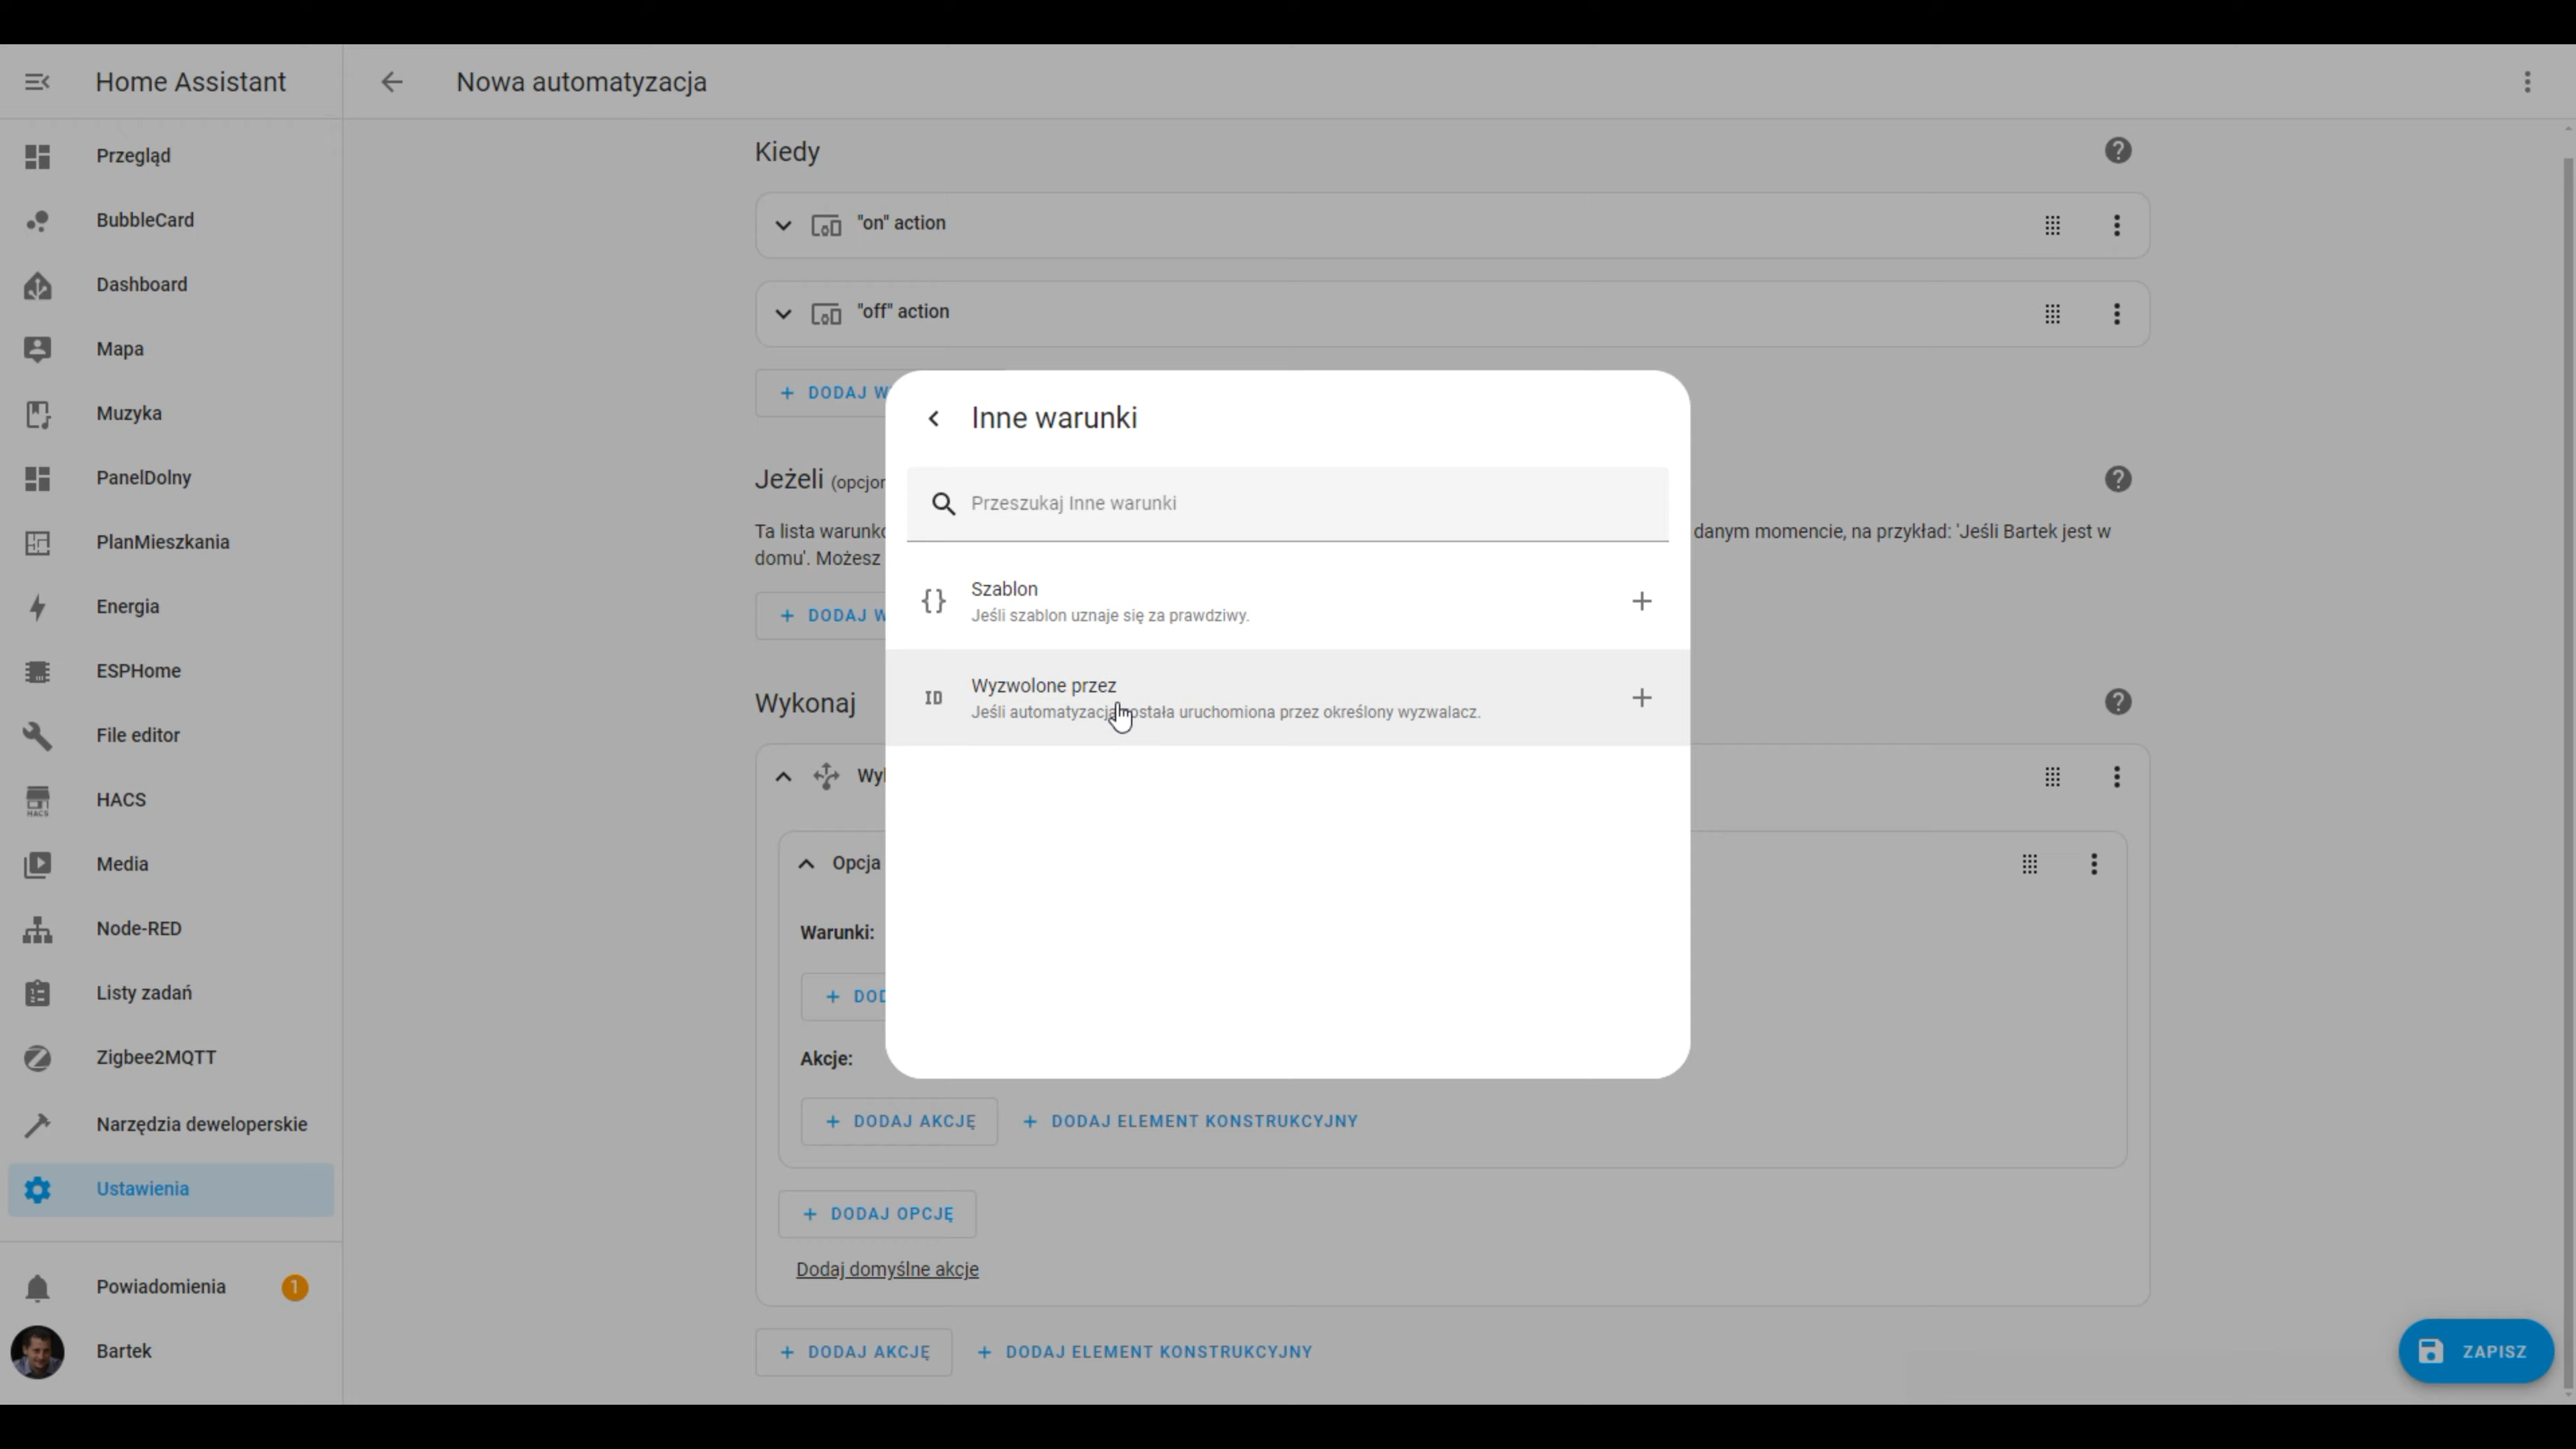 Home Assistant
Nowa automatyzacja
Przegląd
BubbleCard
Dashboard
Mapa
Muzyka
PanelDolny
PlanMieszkania
Energia
ESPHome
File editor
HACS
HACS
Media
Node-RED
Listy zadań
Zigbee2MQTT
Narzędzia deweloperskie
Ustawienia
Powiadomienia 1
Bartek
Kiedy
"on" action
"off" action
+ DODAJ W
Jeżeli (opcjon
Ta lista danym momencie, na przykład: 'Jeśli Bartek jest w
domu'. Możesz
+ DODAJ W
Wykonaj
Opcja
Warunki:
Akcje:
+ DODAJ AKCJĘ + DODAJ ELEMENT KONSTRUKCYJNY
+ DODAJ OPCJĘ
Dodaj domyślne akcje
+ DODAJ AKCJĘ + DODAJ ELEMENT KONSTRUKCYJNY
ZAPISZ
Inne warunki
Przeszukaj Inne warunki
{} Szablon
Jeśli szablon uznaje się za prawdziwy.
ID Wyzwolone przez
Jeśli automatyzacja została uruchomiona przez określony wyzwalacz.